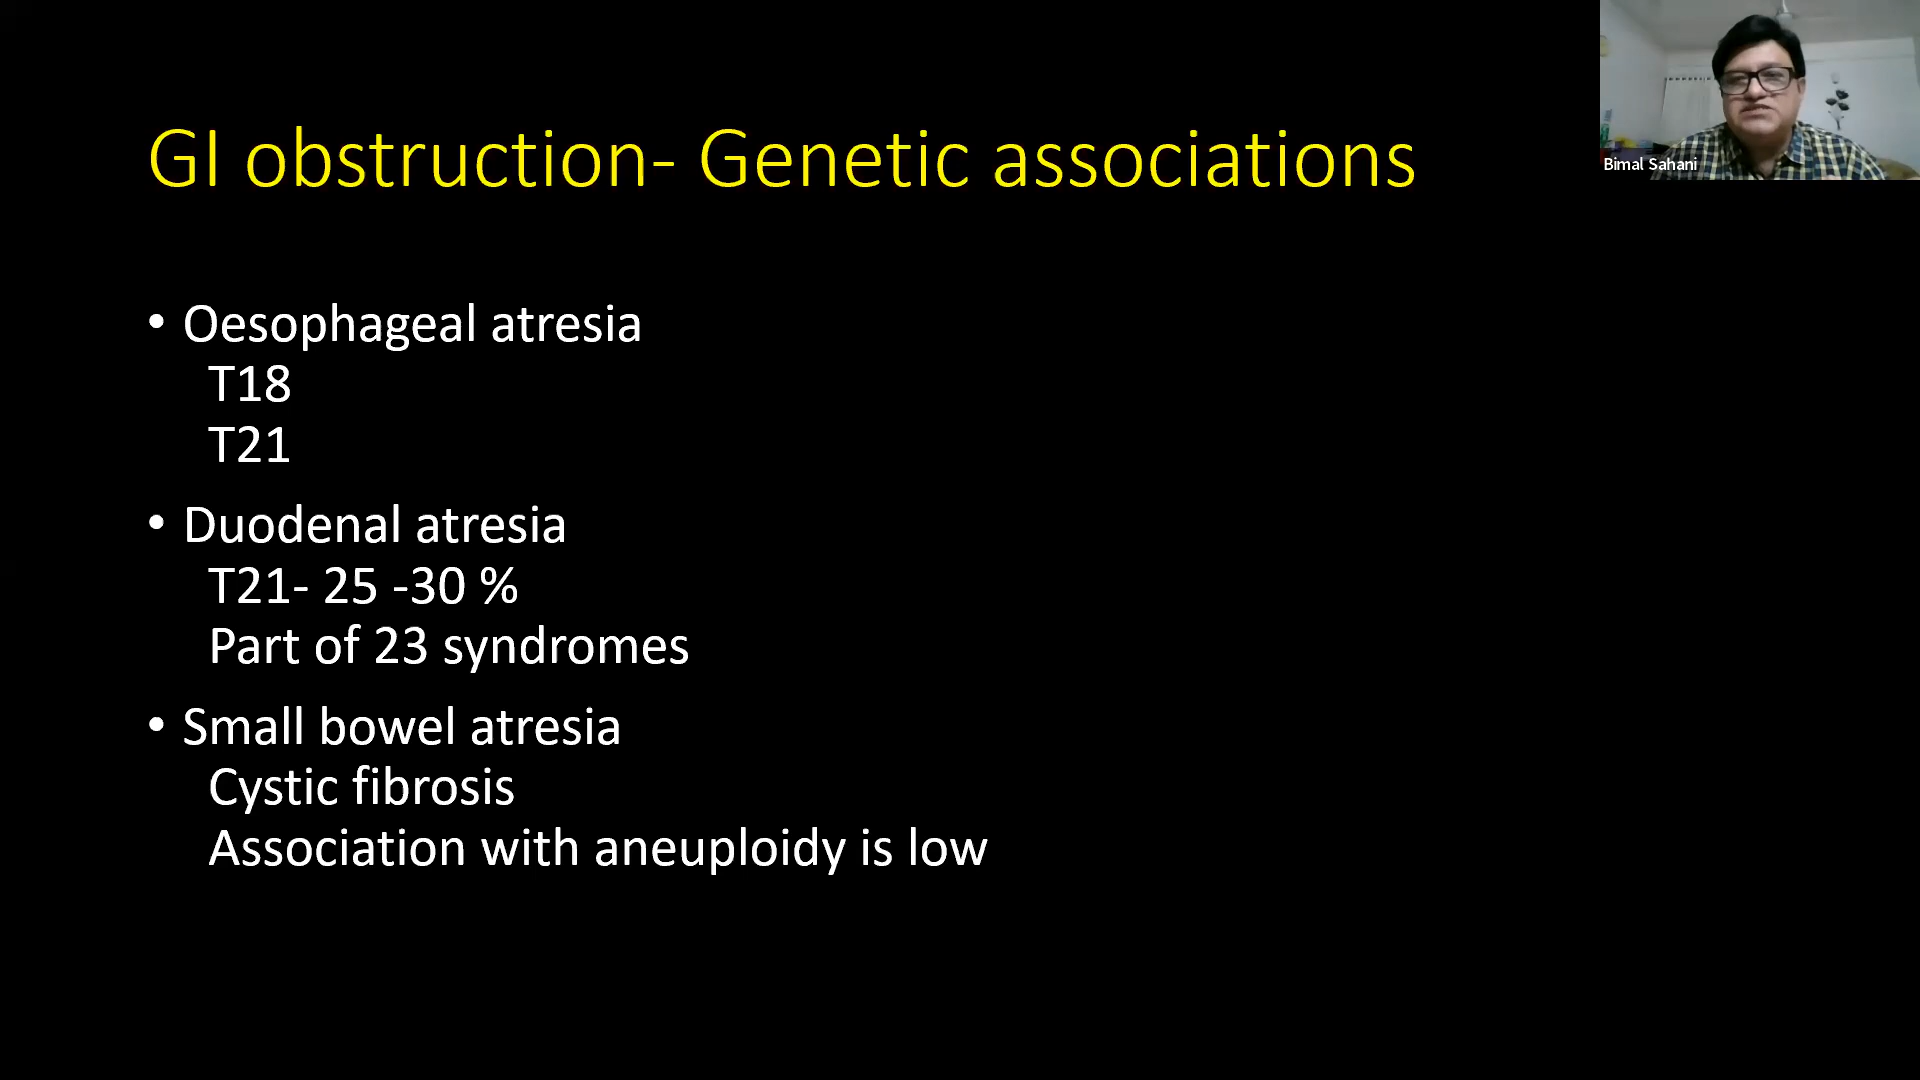 GI obstruction- Genetic associations
Bimal Sahani
• Oesophageal atresia
T18
T21
• Duodenal atresia
T21- 25 -30 %
Part of 23 syndromes
• Small bowel atresia
Cystic fibrosis
Association with aneuploidy is low